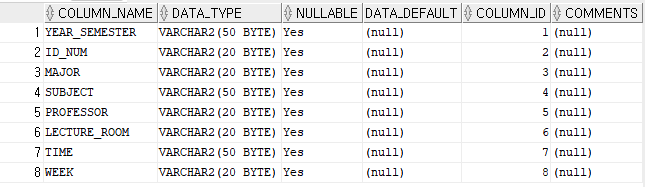 COLUMN_NAME DATA_TYPE NULLABLE DATA_DEFAULT COLUMN_ID COMMENTS
1 YEAR_SEMESTER VARCHAR2(50 BYTE) Yes (null) 1 (null)
2 ID_NUM VARCHAR2(20 BYTE) Yes (null) 2 (null)
3 MAJOR VARCHAR2(20 BYTE) Yes (null) 3 (null)
4 SUBJECT VARCHAR2(50 BYTE) Yes (null) 4 (null)
5 PROFESSOR VARCHAR2(20 BYTE) Yes (null) 5 (null)
6 LECTURE_ROOM VARCHAR2(20 BYTE) Yes (null) 6 (null)
7 TIME VARCHAR2(50 BYTE) Yes (null) 7 (null)
8 WEEK VARCHAR2(20 BYTE) Yes (null) 8 (null)